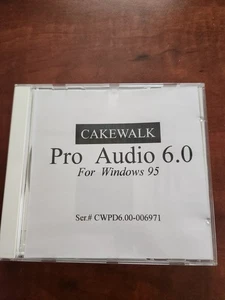 CAKEWALK
Pro Audio 6.0
For Windows 95
Ser.# CWPD6.00-006971